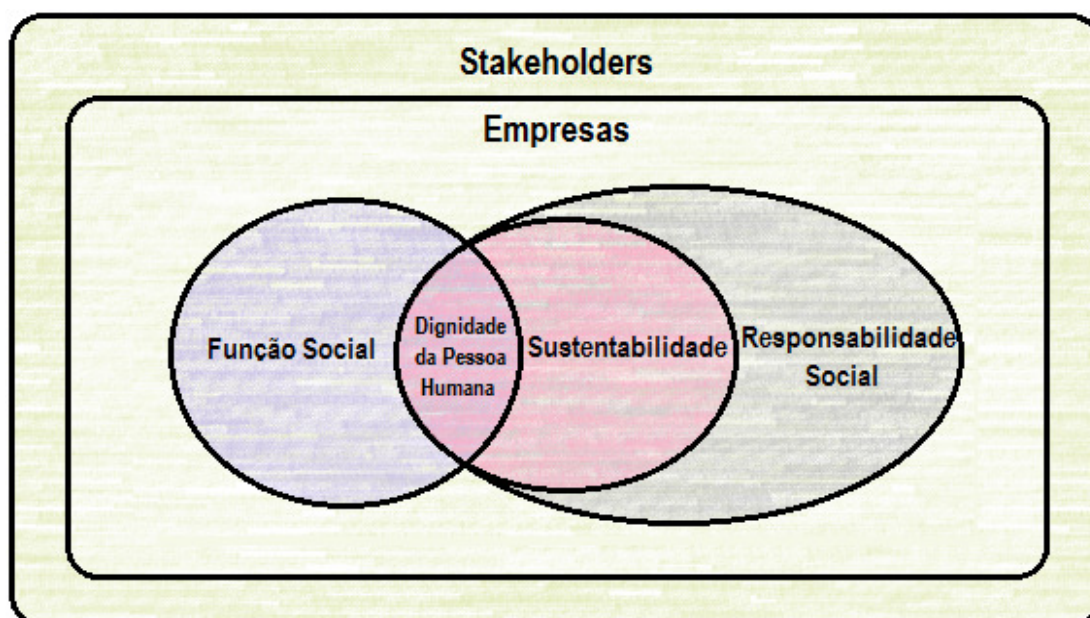 Stakeholders
Empresas
Função Social
Dignidade
da Pessoa
Humana
Sustentabilidade
Responsabilidade
Social